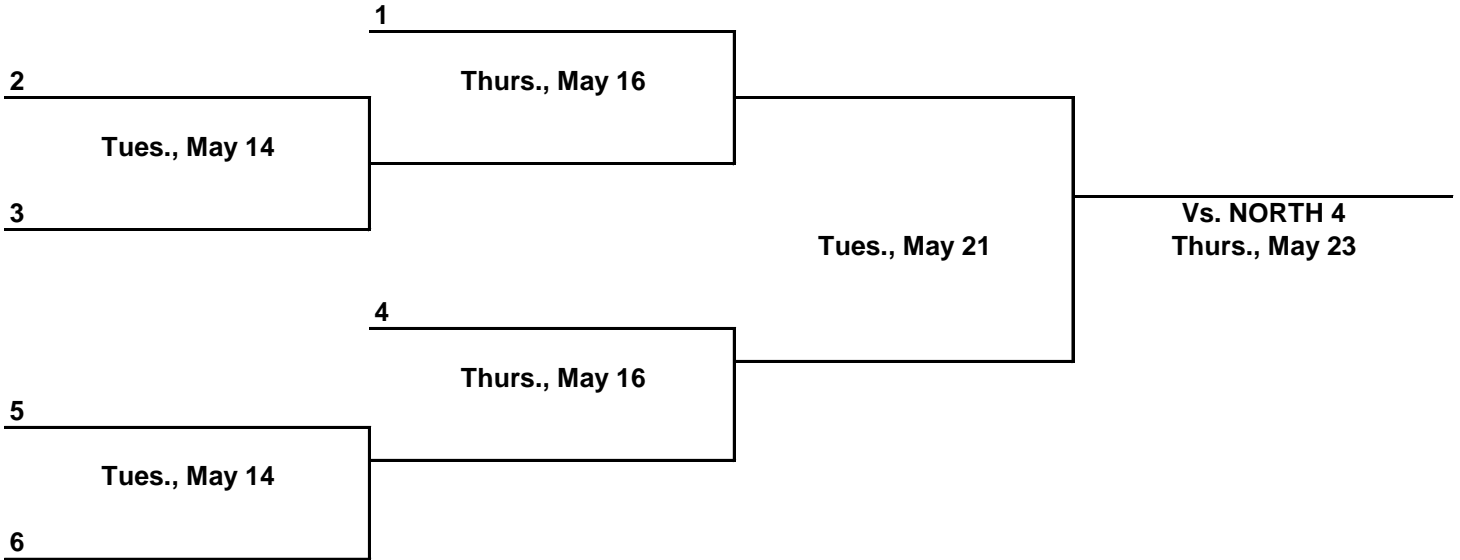 1
Thurs., May 16
2
Tues., May 14
3
Vs. NORTH 4
Thurs., May 23
Tues., May 21
4
Thurs., May 16
5
Tues., May 14
6